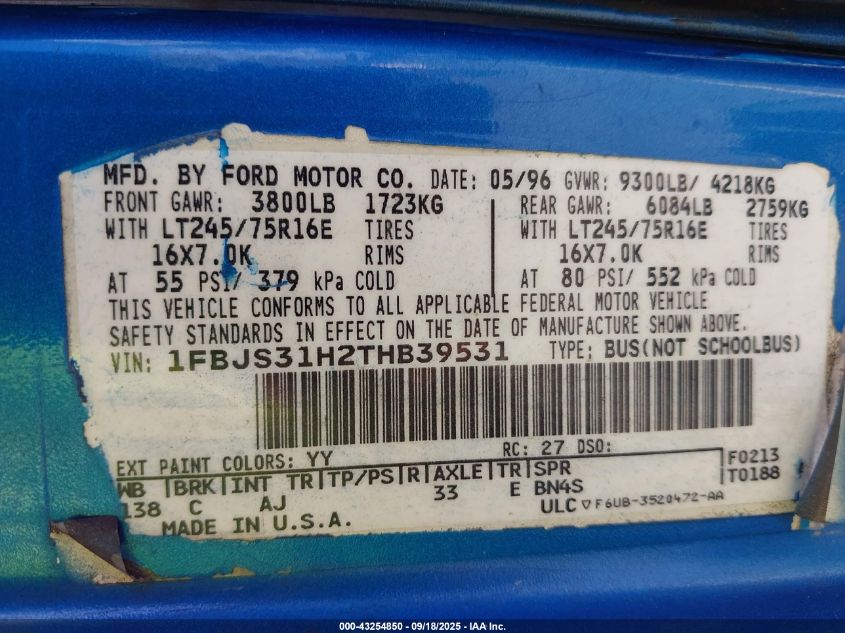 MFD. BY FORD MOTOR CO. DATE: 05/96 GVWR: 9300LB/ 4218KG
FRONT GAWR: 3800LB 1723KG REAR GAWR: 6084LB 2759KG
WITH LT245/75R16E TIRES WITH LT245/75R16E TIRES
16X7.0K RIMS 16X7.0K RIMS
AT 55 PSI/ 379 kPa COLD AT 80 PSI/ 552 kPa COLD
THIS VEHICLE CONFORMS TO ALL APPLICABLE FEDERAL MOTOR VEHICLE
SAFETY STANDARDS IN EFFECT ON THE DATE OF MANUFACTURE SHOWN ABOVE.
VIN: 1FBJS31H2THB39531 TYPE: BUS(NOT SCHOOLBUS)
EXT PAINT COLORS: YY RC: 27 DSO: F0213
WB |BRK|INT TR|TP/PS|R|AXLE|TR|SPR T0188
138 C AJ 33 E BN4S
MADE IN U.S.A. ULC ▽ F6UB-3520472-AA
000-43254850 - 09/18/2025 - IAA Inc.